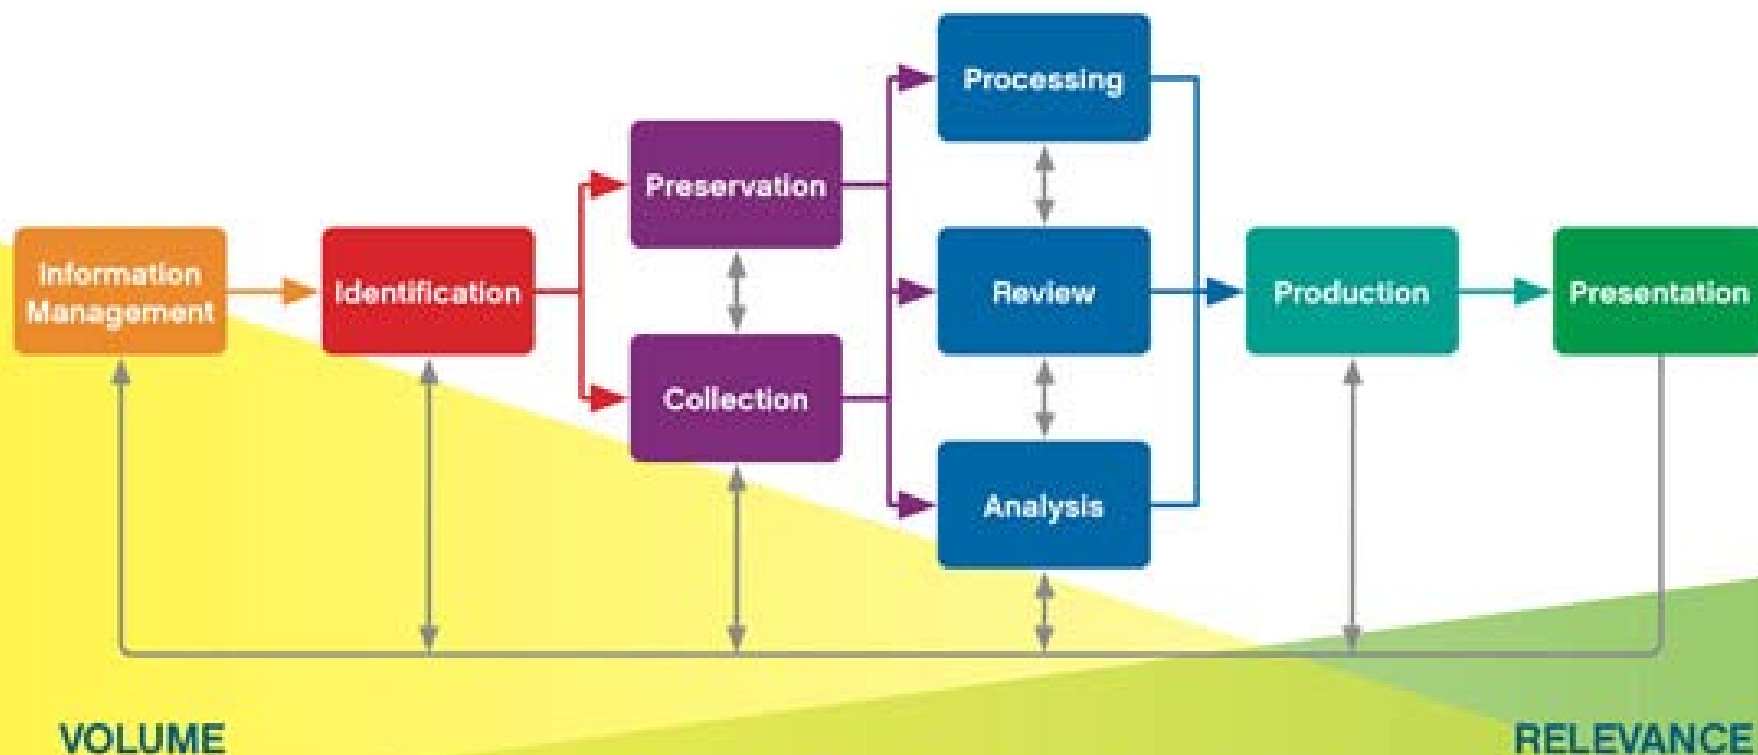 Information
Management
Identification
Preservation
Collection
Processing
Review
Analysis
Production
Presentation
VOLUME
RELEVANCE